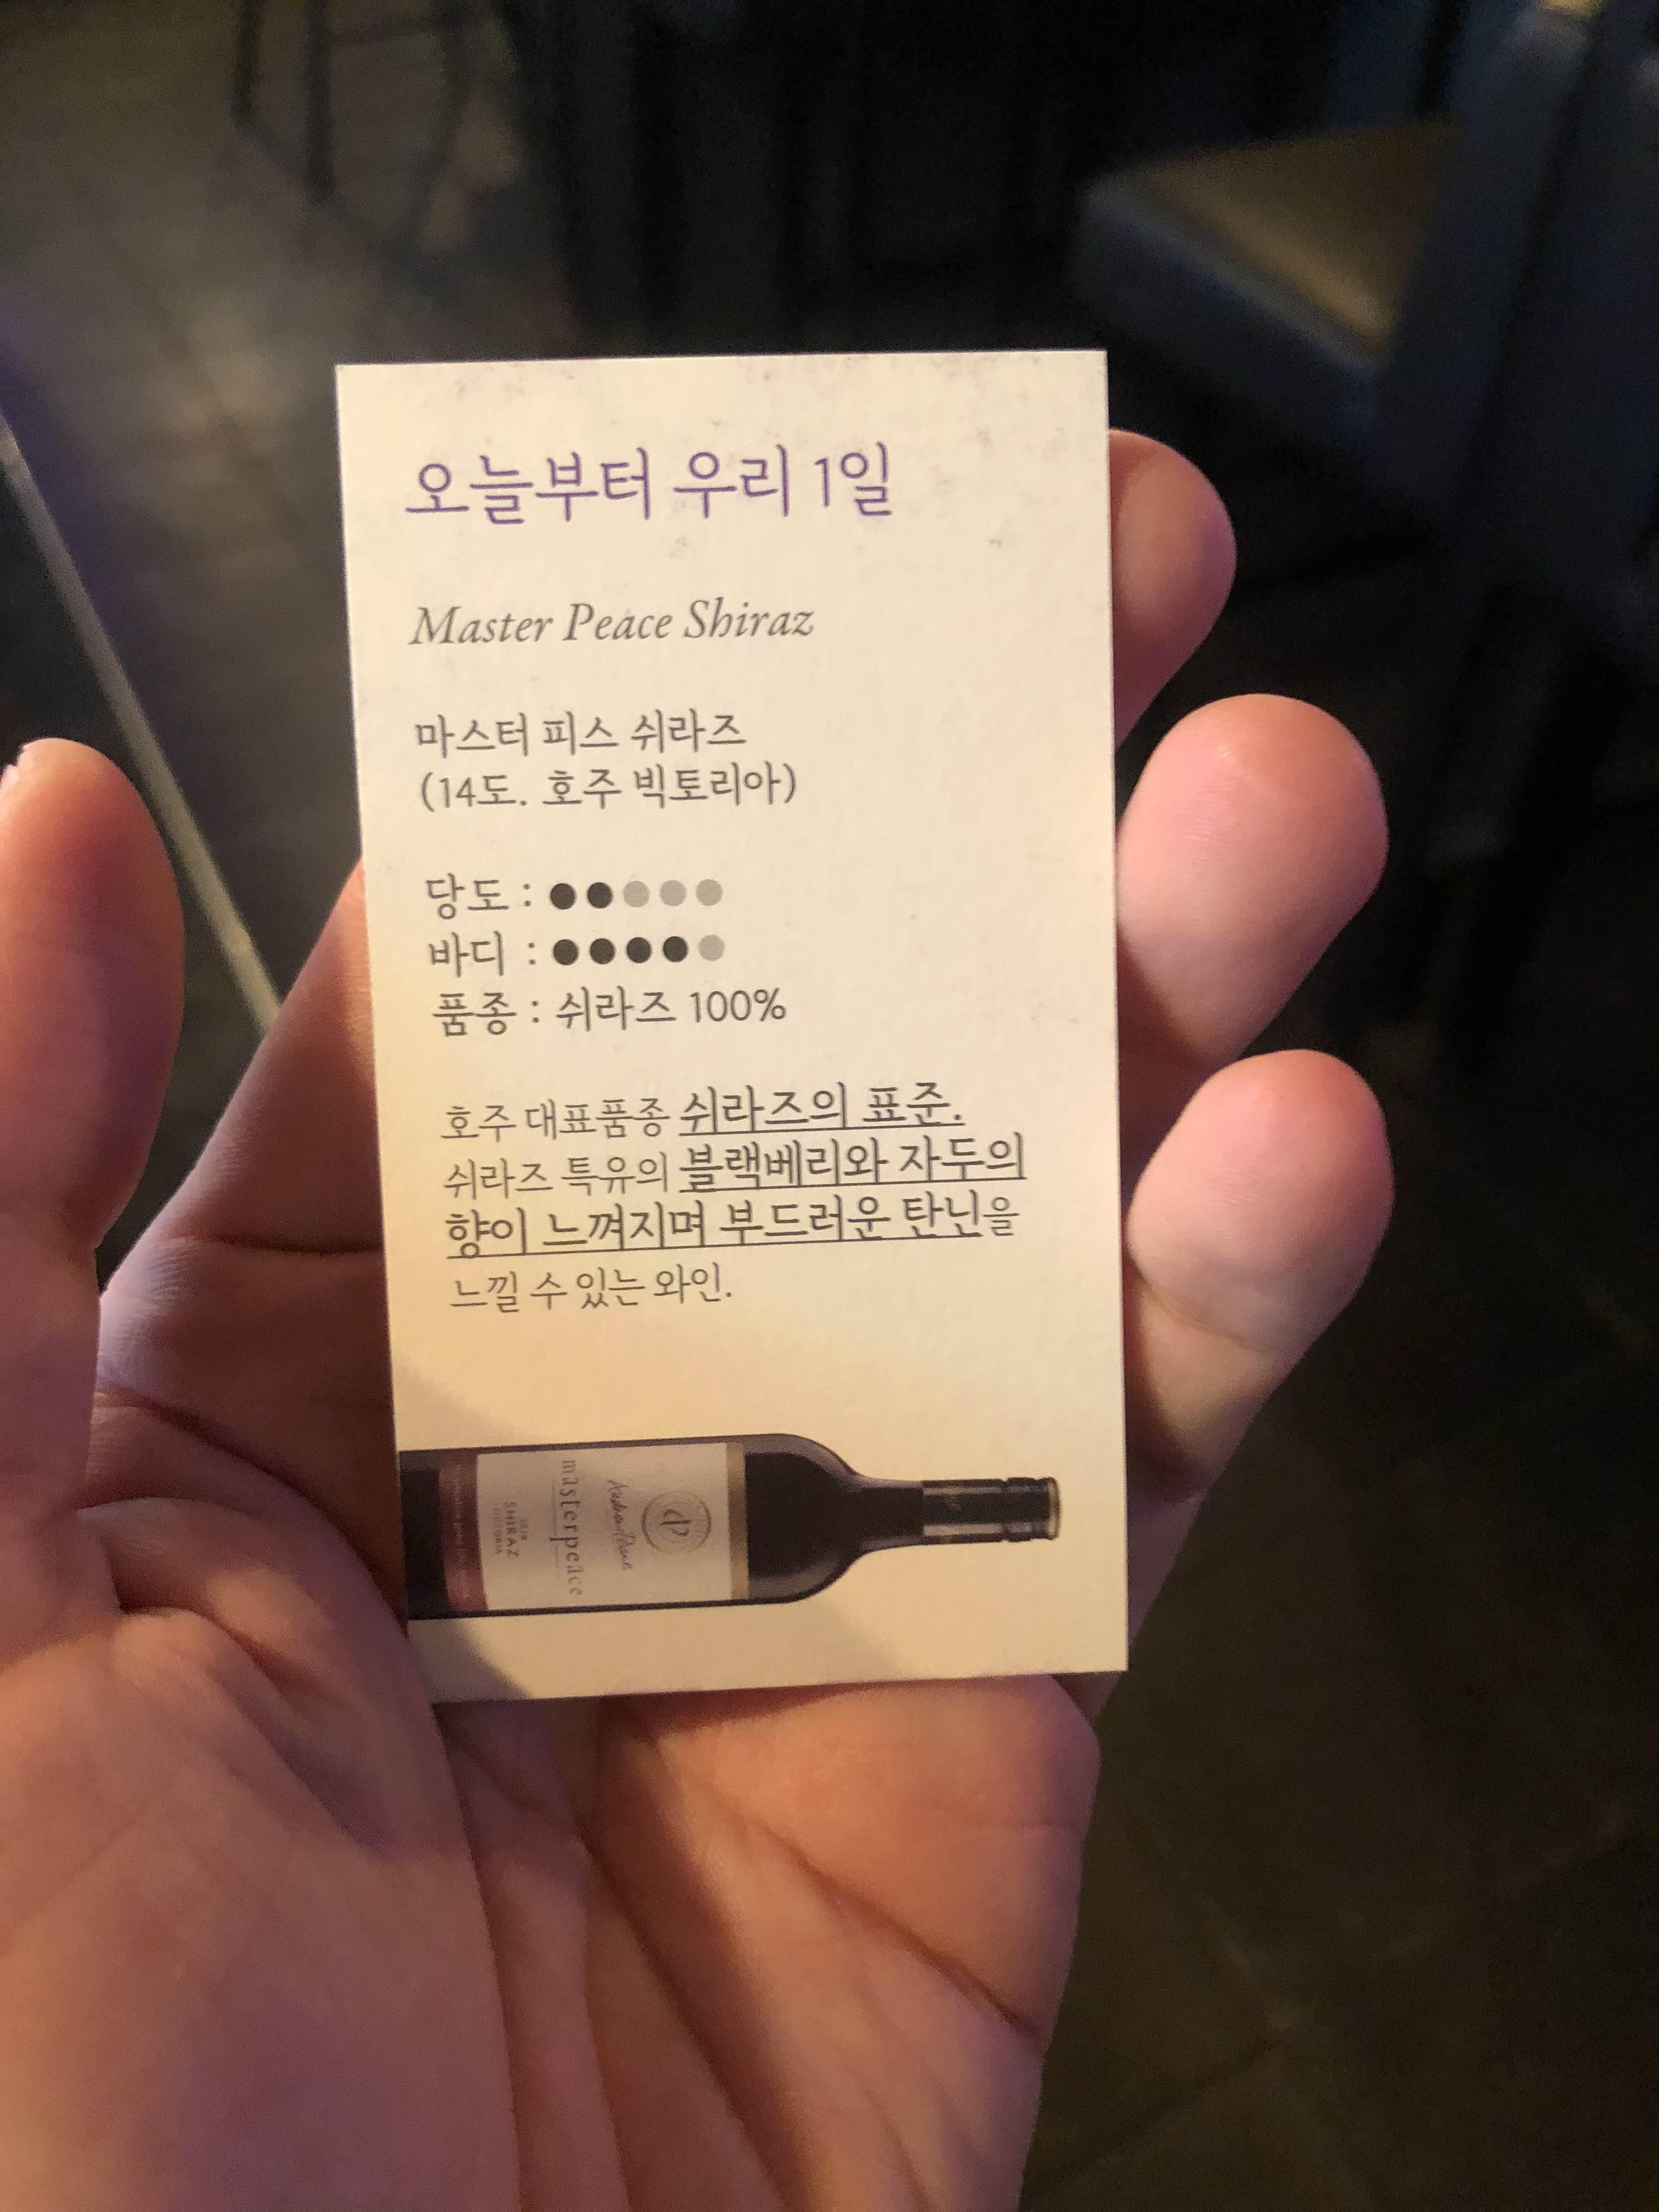 오늘부터 우리 1일
Master Peace Shiraz
마스터 피스 쉬라즈
(14도. 호주 빅토리아)
당도 : ●●●●●
바디 : ●●●●●
품종 : 쉬라즈 100%
호주 대표품종 쉬라즈의 표준.
쉬라즈 특유의 블랙베리와 자두의
향이 느껴지며 부드러운 탄닌을
느낄 수 있는 와인.
masterpeace
SHIRAZ
VICTORIA